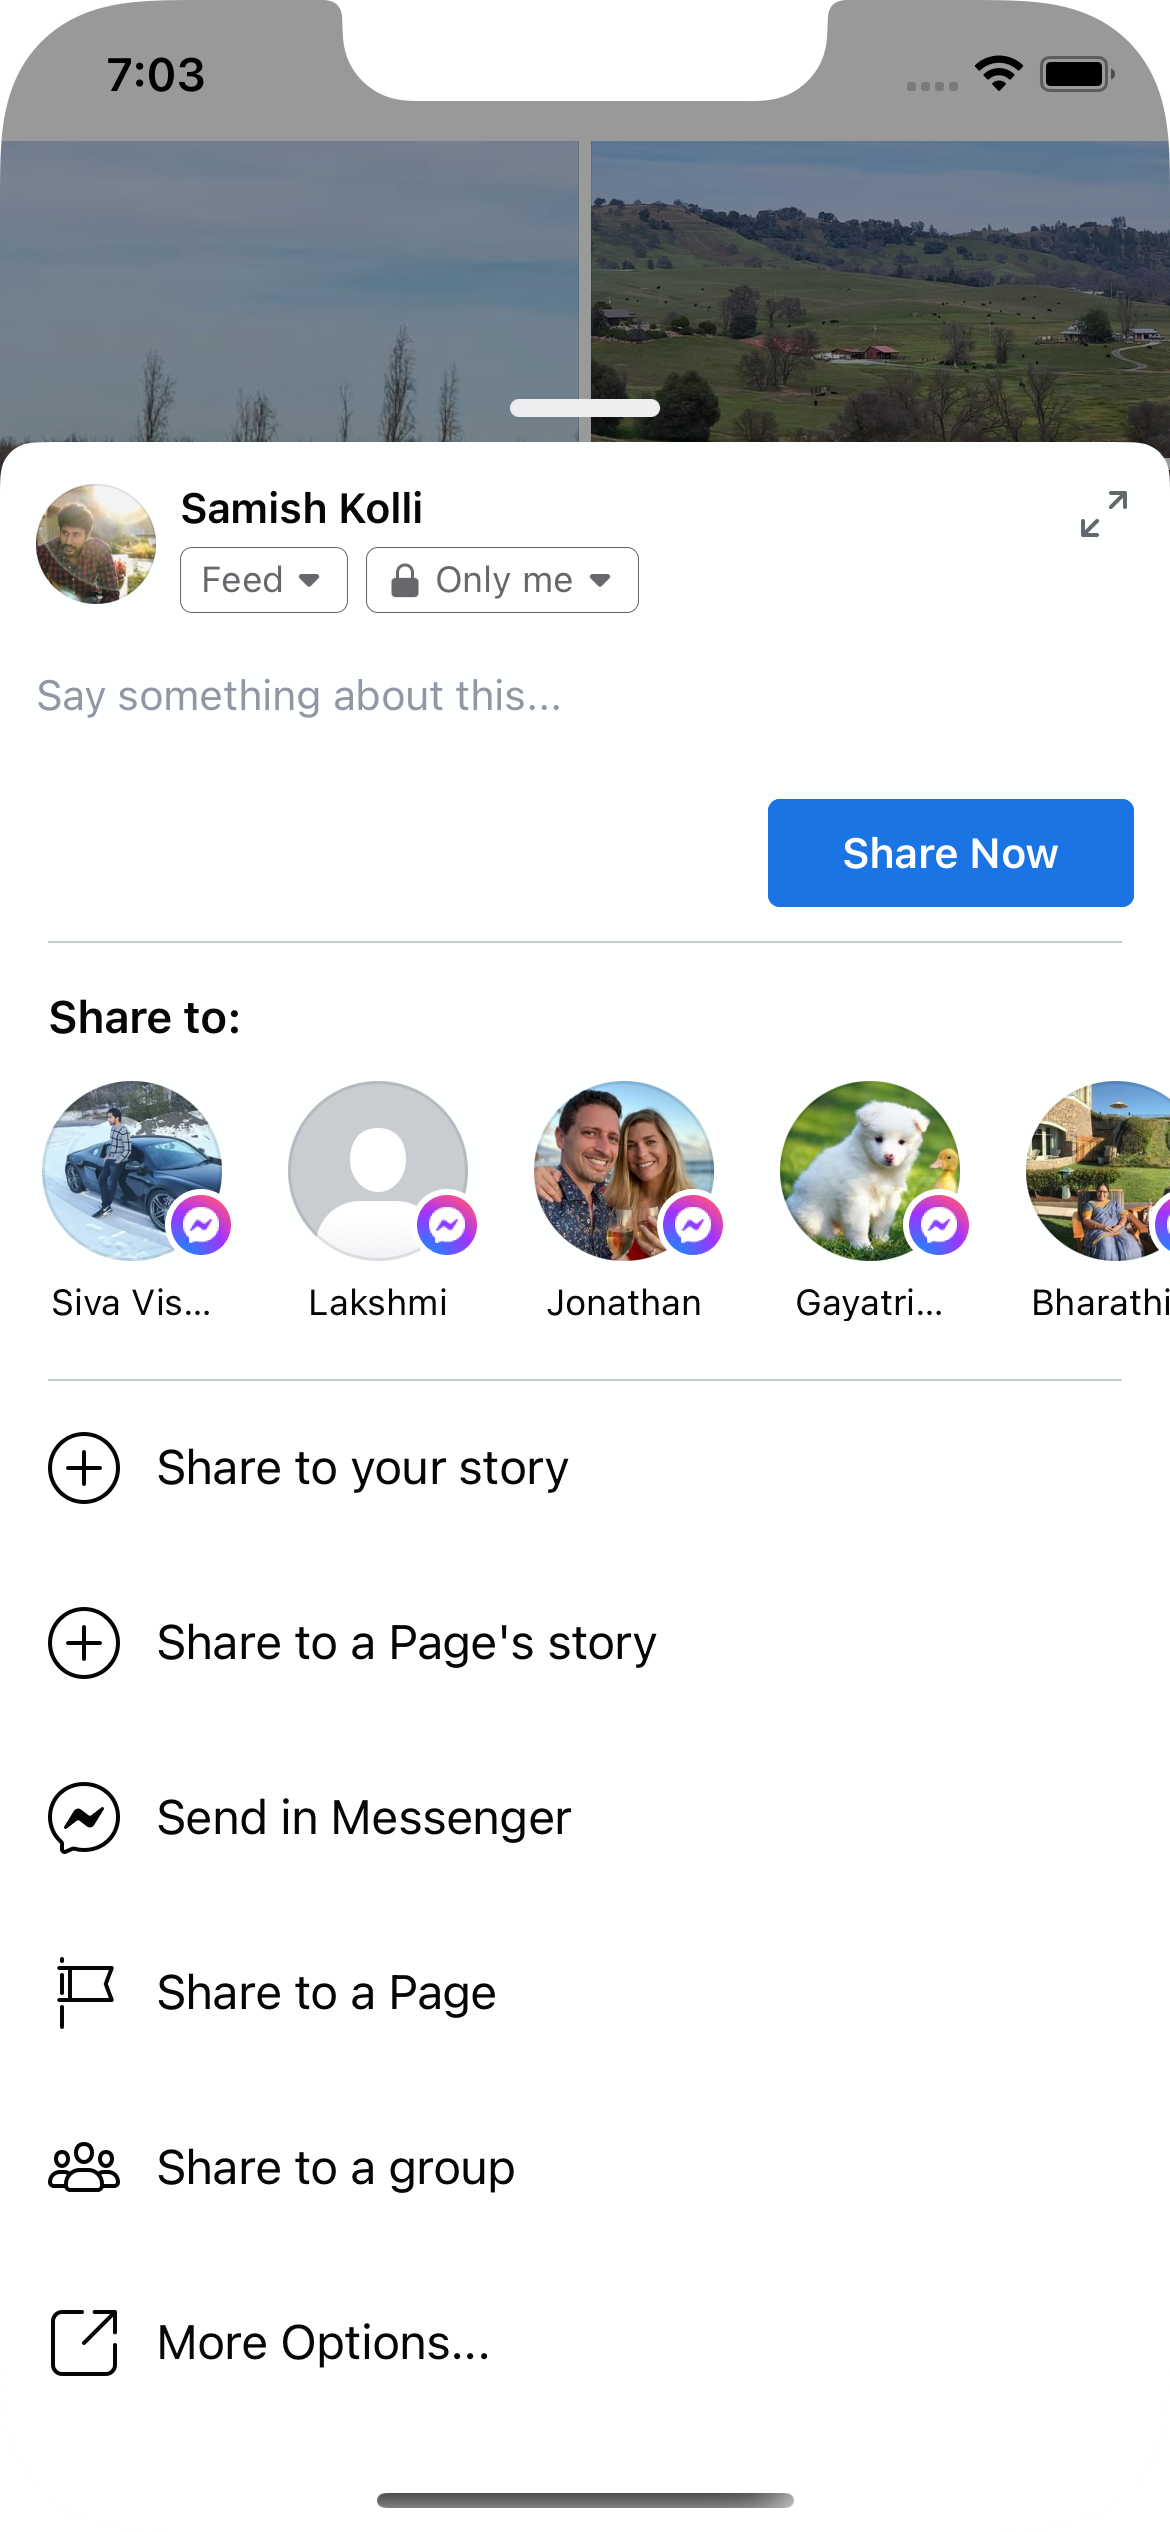 7:03
Samish Kolli
Feed
Only me
Say something about this...
Share Now
Share to:
Siva Vis...
Lakshmi
Jonathan
Gayatri...
Bharathi
Share to your story
Share to a Page's story
Send in Messenger
Share to a Page
Share to a group
More Options...